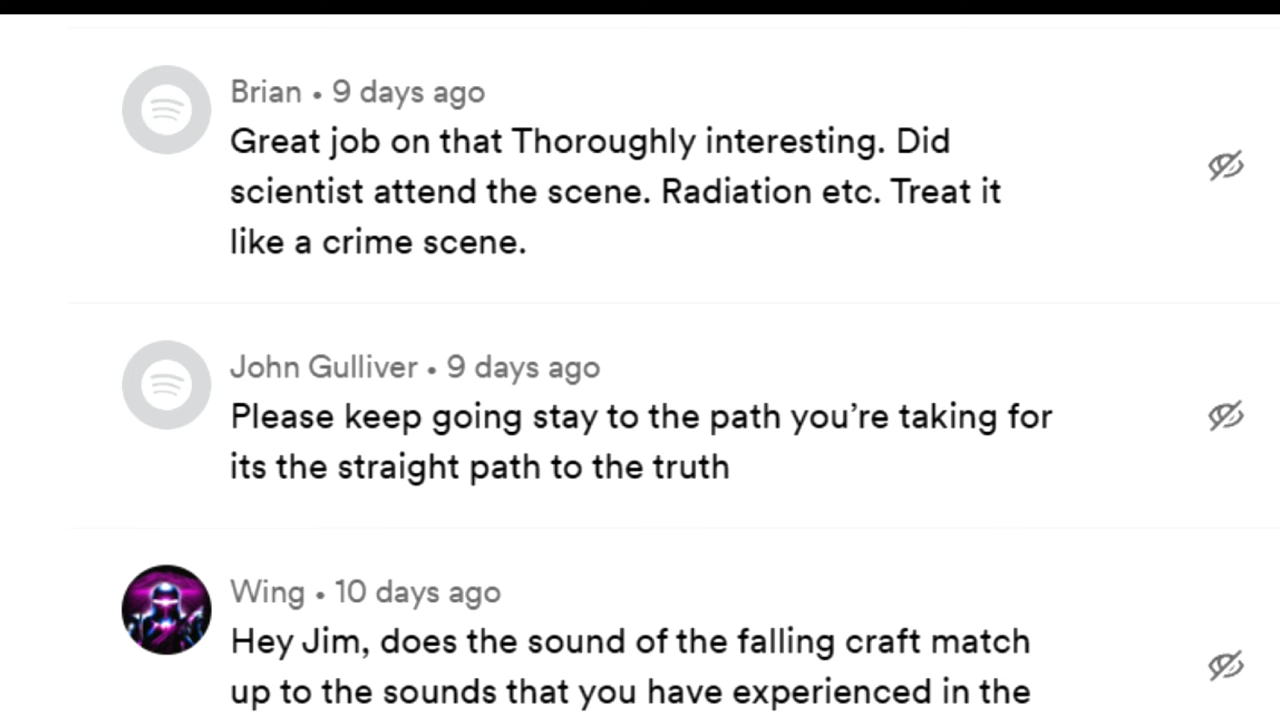 Brian • 9 days ago
Great job on that Thoroughly interesting. Did
scientist attend the scene. Radiation etc. Treat it
like a crime scene.
John Gulliver • 9 days ago
Please keep going stay to the path you’re taking for
its the straight path to the truth
Wing • 10 days ago
Hey Jim, does the sound of the falling craft match
up to the sounds that you have experienced in the